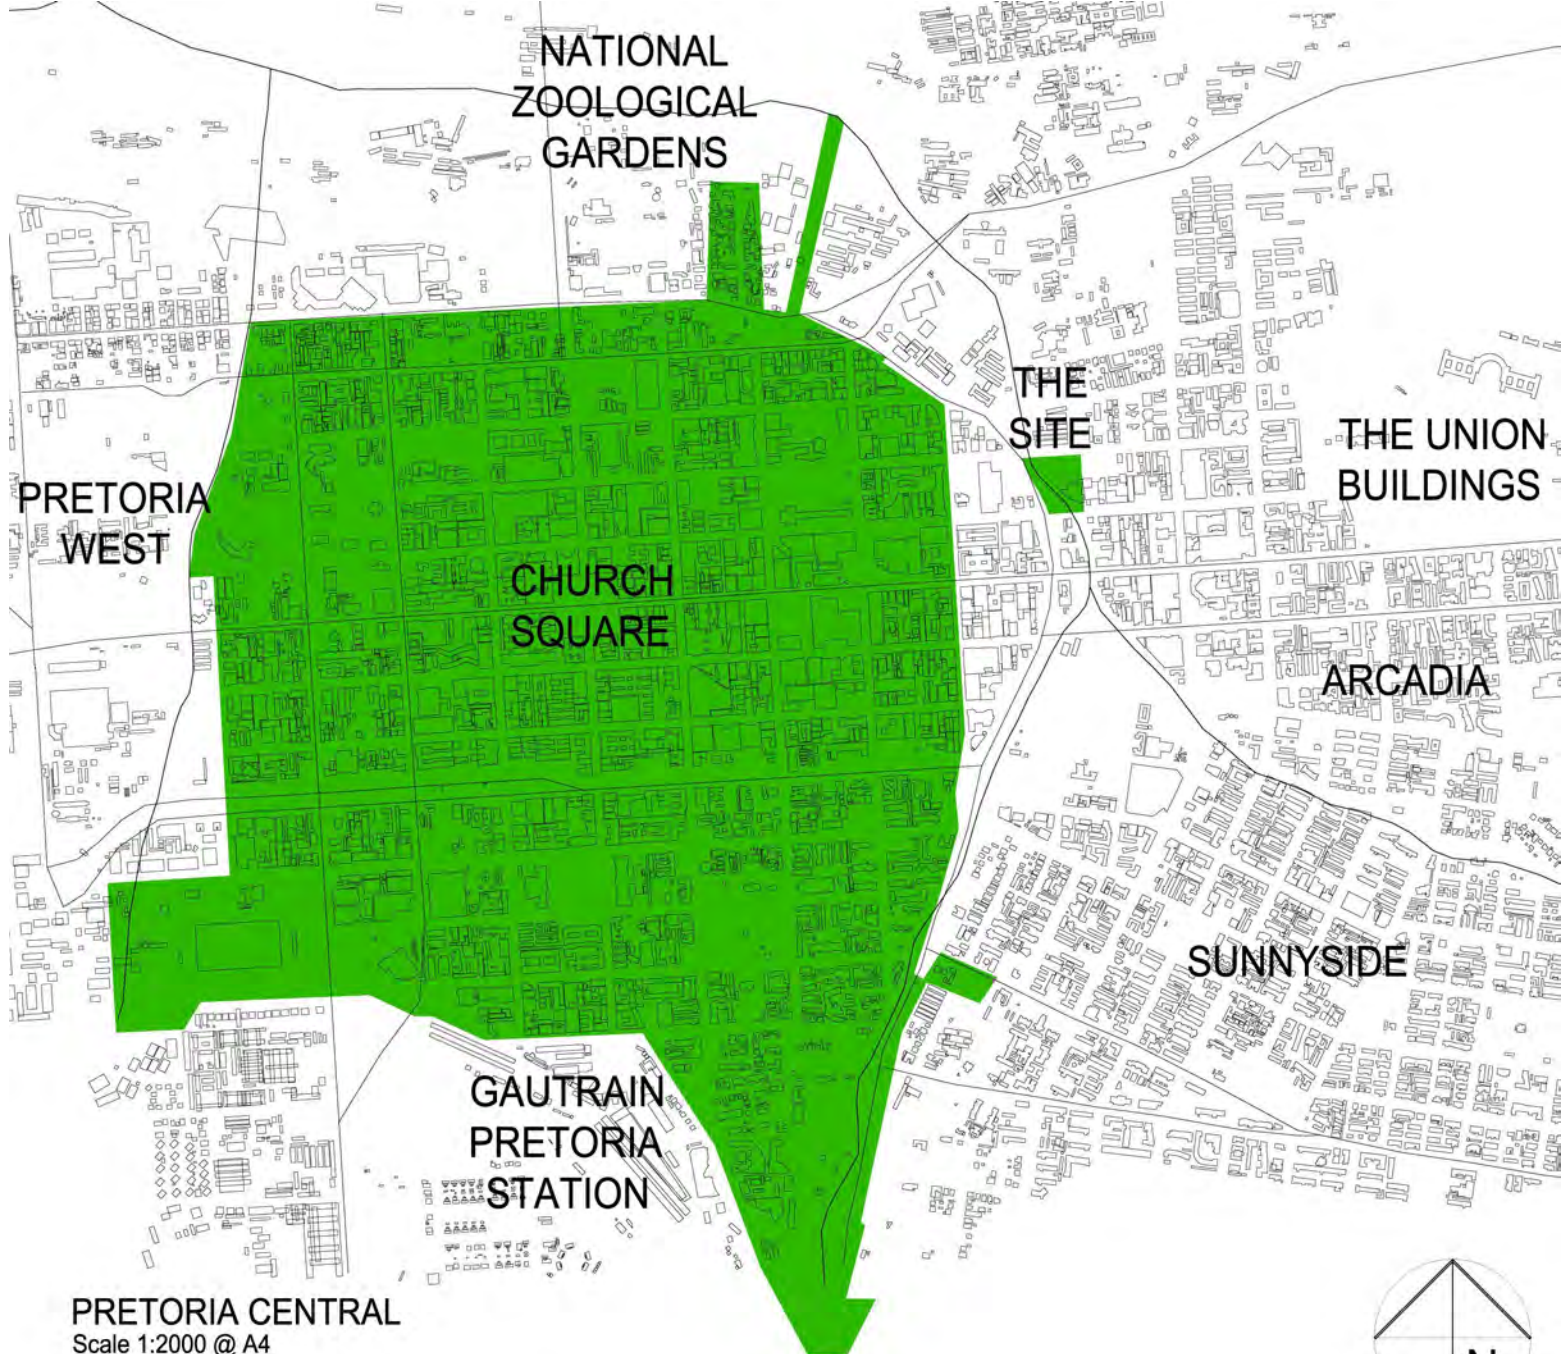 NATIONAL
ZOOLOGICAL
GARDENS
THE
SITE
THE UNION
BUILDINGS
PRETORIA
WEST
CHURCH
SQUARE
ARCADIA
SUNNYSIDE
GAUTRAIN
PRETORIA
STATION
PRETORIA CENTRAL
Scale 1:2000 @ A4
N